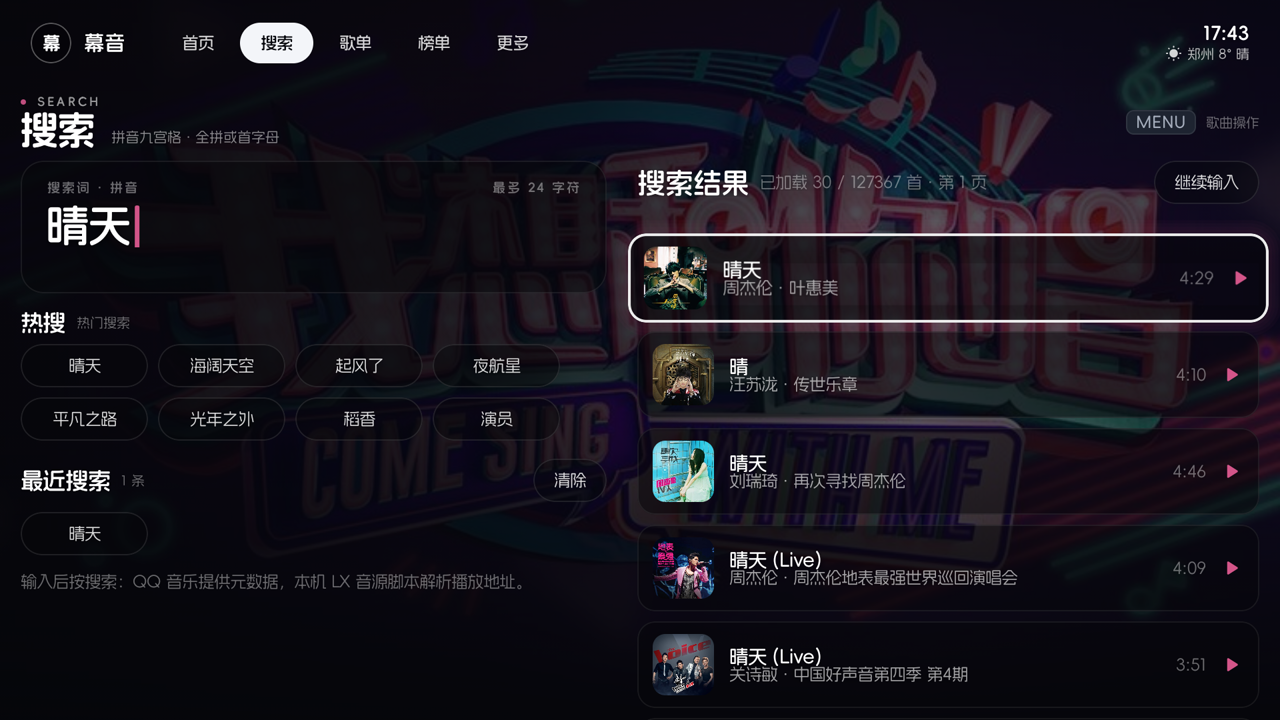 幕 幕音 首页 搜索 歌单 榜单 更多
17:43
郑州 8° 晴
SEARCH
搜索 拼音九宫格 · 全拼或首字母
MENU 歌曲操作
搜索词 · 拼音 最多 24 字符
晴天
热搜 热门搜索
晴天 海阔天空 起风了 夜航星
平凡之路 光年之外 稻香 演员
最近搜索 1 条 清除
晴天
输入后按搜索：QQ 音乐提供元数据，本机 LX 音源脚本解析播放地址。
搜索结果 已加载 30 / 127367 首 · 第 1 页 继续输入
晴天
周杰伦 · 叶惠美
4:29
晴
汪苏泷 · 传世乐章
4:10
晴天
刘瑞琦 · 再次寻找周杰伦
4:46
晴天 (Live)
周杰伦 · 周杰伦地表最强世界巡回演唱会
4:09
晴天 (Live)
关诗敏 · 中国好声音第四季 第4期
3:51
我想和你唱
COME SING WITH ME